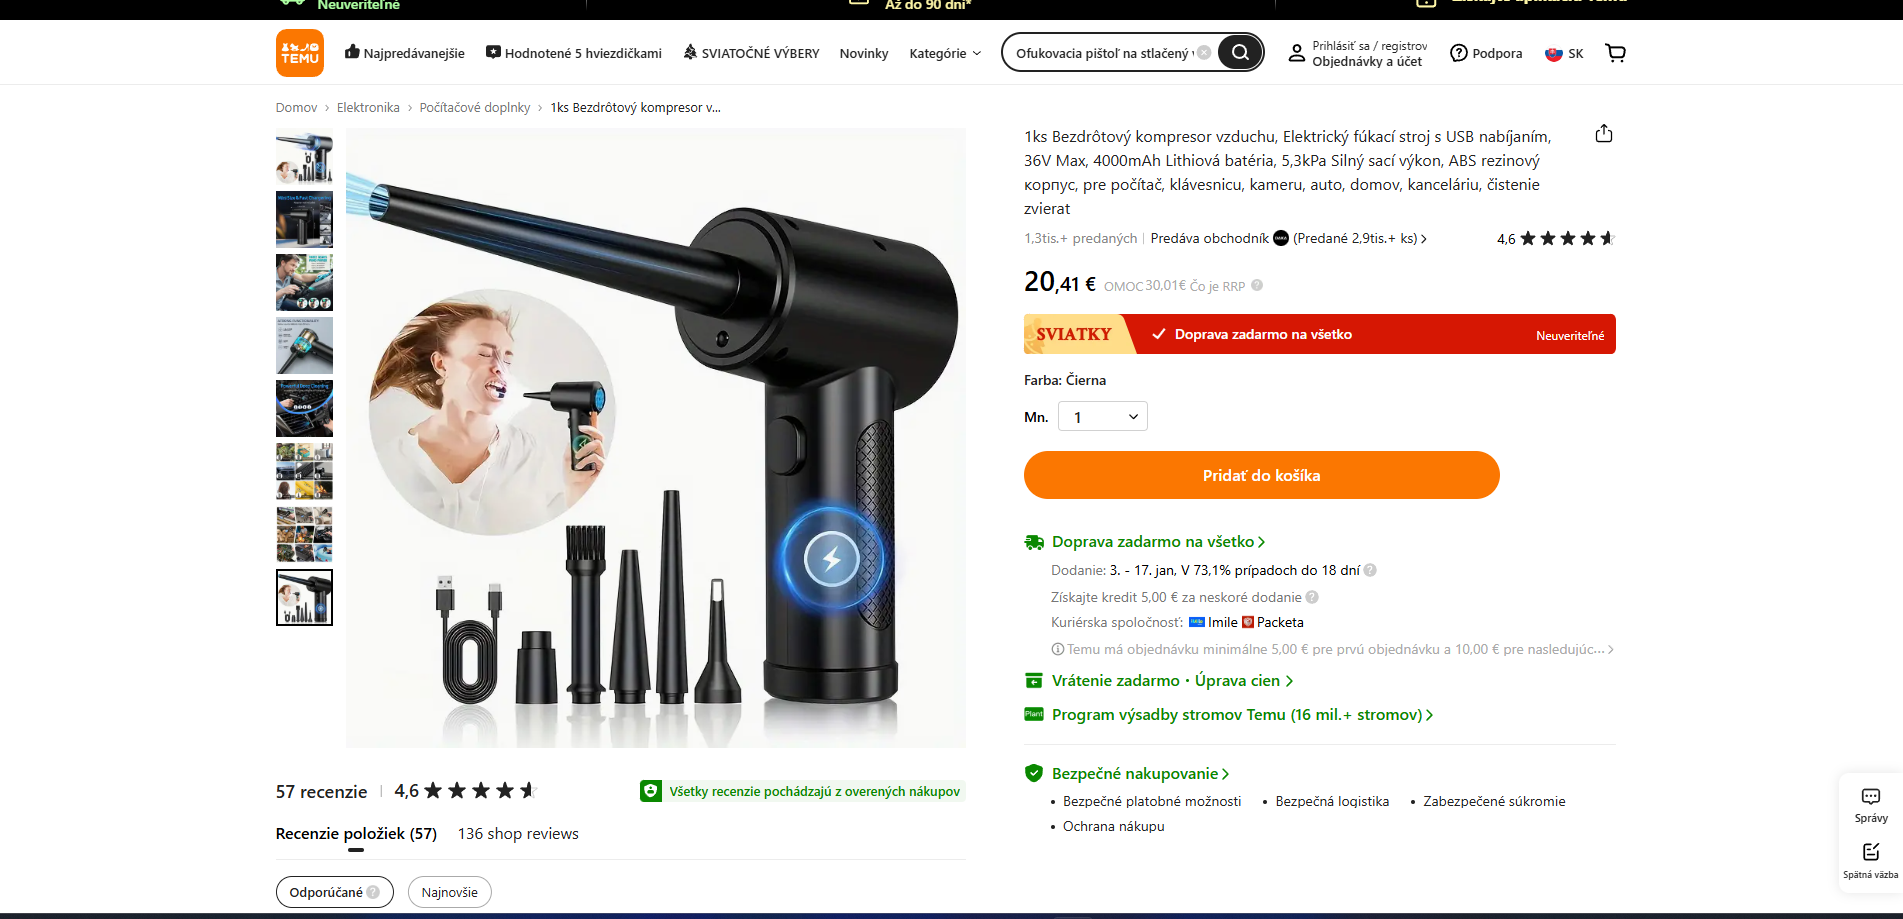 Neuveriteľné
Až do 90 dní*
TEMU
Najpredávanejšie
Hodnotené 5 hviezdičkami
SVIATOČNÉ VÝBERY
Novinky
Kategórie
Ofukovacia pištoľ na stlačený
Prihlásiť sa / registrov
Objednávky a účet
Podpora
SK
Domov › Elektronika › Počítačové doplnky › 1ks Bezdrôtový kompresor v...
1ks Bezdrôtový kompresor vzduchu, Elektrický fúkací stroj s USB nabíjaním,
36V Max, 4000mAh Lithiová batéria, 5,3kPa Silný sací výkon, ABS rezinový
корпус, pre počítač, klávesnicu, kameru, auto, domov, kanceláriu, čistenie
zvierat
1,3tis.+ predaných | Predáva obchodník (Predané 2,9tis.+ ks)
4,6
20,41 € OMOC 30,01€ Čo je RRP
SVIATKY
Doprava zadarmo na všetko
Neuveriteľné
Farba: Čierna
Mn. 1
Pridať do košíka
Doprava zadarmo na všetko
Dodanie: 3. - 17. jan, V 73,1% prípadoch do 18 dní
Získajte kredit 5,00 € za neskoré dodanie
Kuriérska spoločnosť: Imile Packeta
Temu má objednávku minimálne 5,00 € pre prvú objednávku a 10,00 € pre nasledujúc...
Vrátenie zadarmo · Úprava cien
Plant
Program výsadby stromov Temu (16 mil.+ stromov)
Bezpečné nakupovanie
• Bezpečné platobné možnosti
• Bezpečná logistika
• Zabezpečené súkromie
• Ochrana nákupu
57 recenzie | 4,6
Všetky recenzie pochádzajú z overených nákupov
Recenzie položiek (57)
136 shop reviews
Odporúčané
Najnovšie
Správy
Spätná väzba